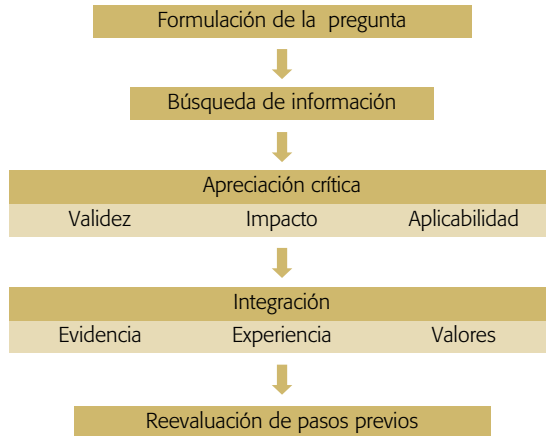 Formulación de la pregunta
Búsqueda de información
Apreciación crítica
Validez Impacto Aplicabilidad
Integración
Evidencia Experiencia Valores
Reevaluación de pasos previos